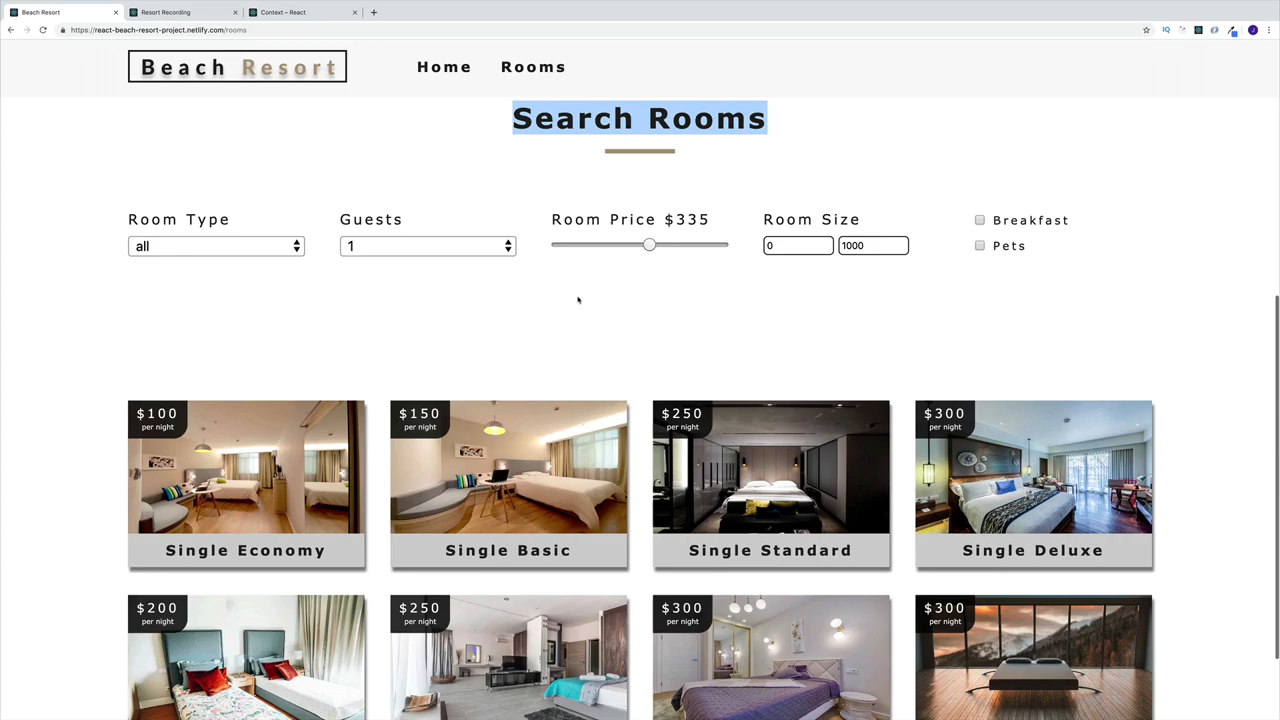 Beach Resort
Resort Recording
Context – React
https://react-beach-resort-project.netlify.com/rooms
Beach Resort
Home
Rooms
Search Rooms
Room Type
Guests
Room Price $335
Room Size
Breakfast
all
1
0
1000
Pets
$100
per night
$150
per night
$250
per night
$300
per night
Single Economy
Single Basic
Single Standard
Single Deluxe
$200
per night
$250
per night
$300
per night
$300
per night